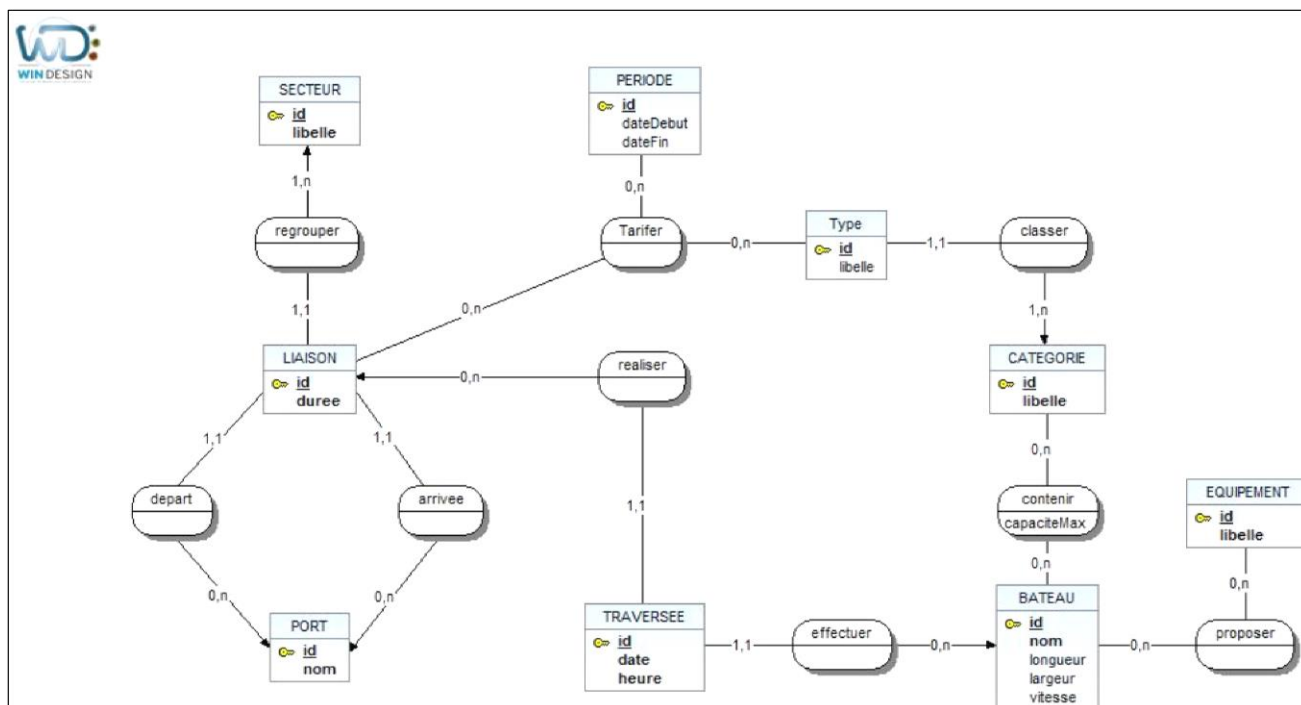 WD
WIN DESIGN
SECTEUR
id
libelle
PERIODE
id
dateDebut
dateFin
1,n
0,n
regrouper
Tarifer
0,n
Type
id
libelle
1,1
classer
1,1
0,n
1,n
LIAISON
id
duree
0,n
realiser
CATEGORIE
id
libelle
1,1
1,1
0,n
depart
arrivee
1,1
contenir
capaciteMax
EQUIPEMENT
id
libelle
0,n
0,n
0,n
0,n
PORT
id
nom
TRAVERSEE
id
date
heure
1,1
effectuer
0,n
BATEAU
id
nom
longueur
largeur
vitesse
0,n
proposer